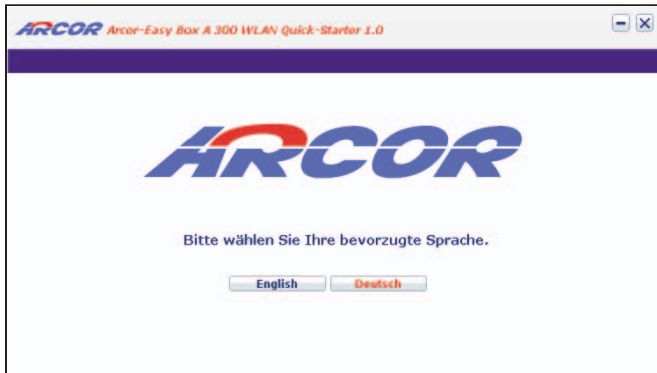 ARCOR Arcor-Easy Box A 300 WLAN Quick-Starter 1.0
ARCOR
Bitte wählen Sie Ihre bevorzugte Sprache.
English Deutsch